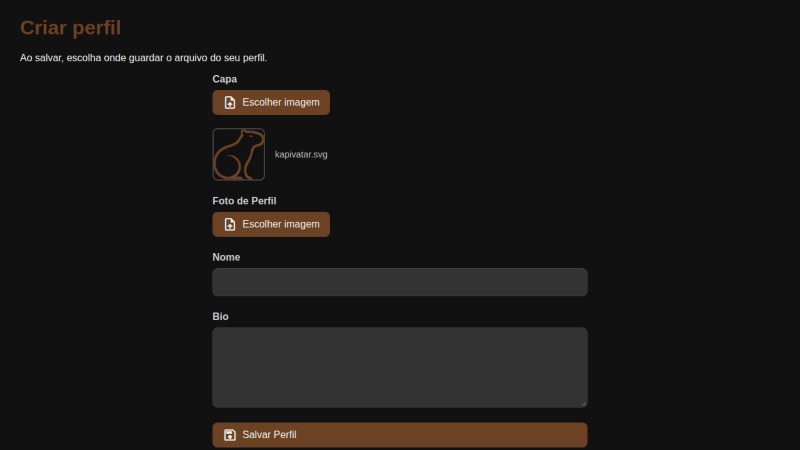 Criar perfil
Ao salvar, escolha onde guardar o arquivo do seu perfil.
Capa
Escolher imagem
kapivatar.svg
Foto de Perfil
Escolher imagem
Nome
Bio
Salvar Perfil